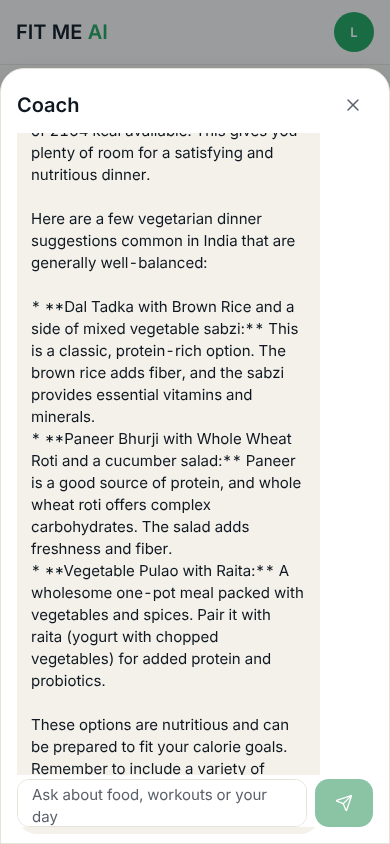 FIT ME AI
L
Coach
of 2104 kcal available. This gives you
plenty of room for a satisfying and
nutritious dinner.
Here are a few vegetarian dinner
suggestions common in India that are
generally well-balanced:
* **Dal Tadka with Brown Rice and a
side of mixed vegetable sabzi:** This
is a classic, protein-rich option. The
brown rice adds fiber, and the sabzi
provides essential vitamins and
minerals.
* **Paneer Bhurji with Whole Wheat
Roti and a cucumber salad:** Paneer
is a good source of protein, and whole
wheat roti offers complex
carbohydrates. The salad adds
freshness and fiber.
* **Vegetable Pulao with Raita:** A
wholesome one-pot meal packed with
vegetables and spices. Pair it with
raita (yogurt with chopped
vegetables) for added protein and
probiotics.
These options are nutritious and can
be prepared to fit your calorie goals.
Remember to include a variety of
Ask about food, workouts or your
day